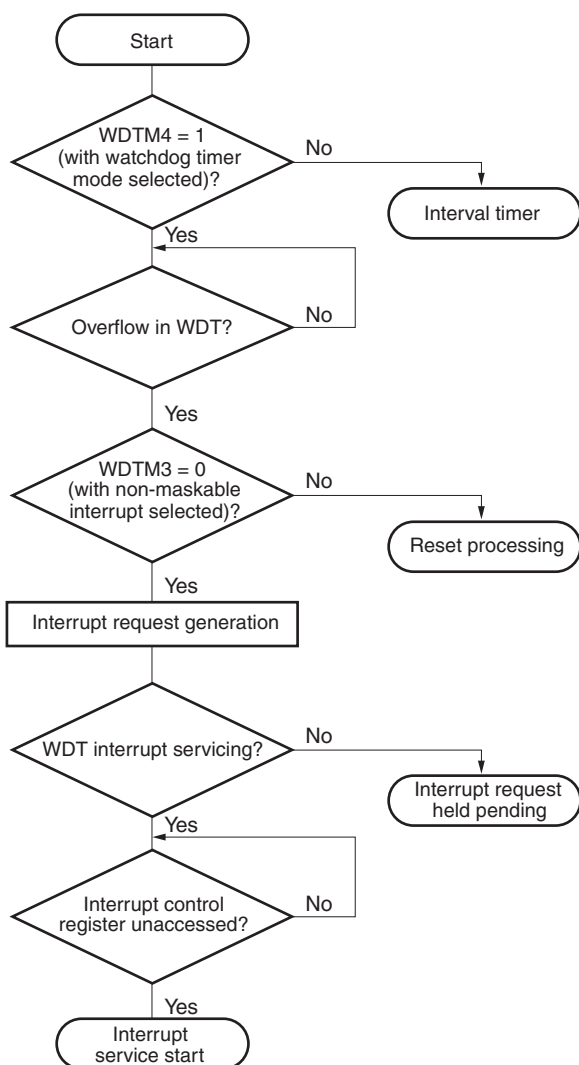 Start
WDTM4 = 1
(with watchdog timer
mode selected)?
No
Interval timer
Yes
Overflow in WDT?
No
Yes
WDTM3 = 0
(with non-maskable
interrupt selected)?
No
Reset processing
Yes
Interrupt request generation
WDT interrupt servicing?
No
Interrupt request
held pending
Yes
Interrupt control
register unaccessed?
No
Yes
Interrupt
service start